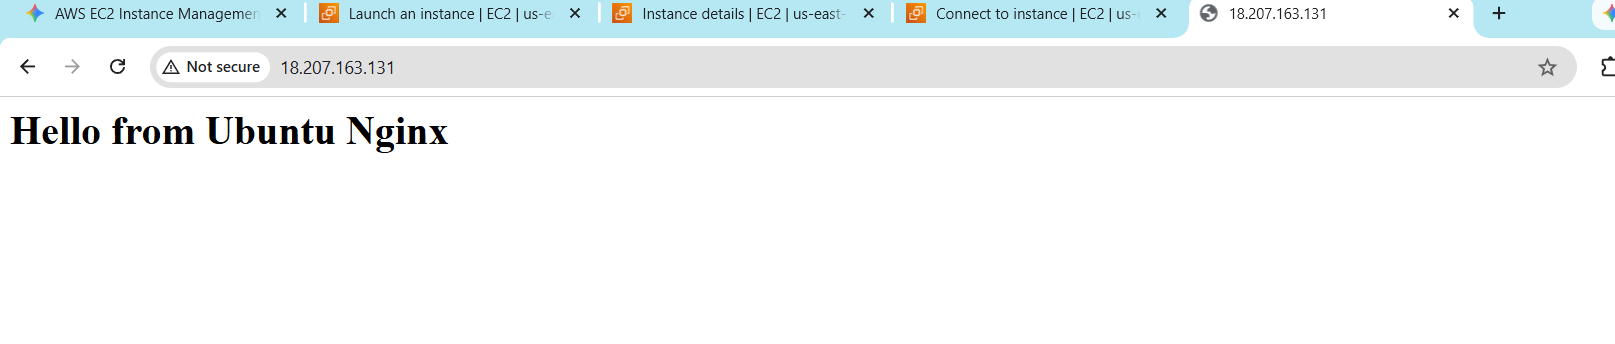 AWS EC2 Instance Managemen
Launch an instance | EC2 | us-e
Instance details | EC2 | us-east-
Connect to instance | EC2 | us-
18.207.163.131
Not secure
18.207.163.131
Hello from Ubuntu Nginx